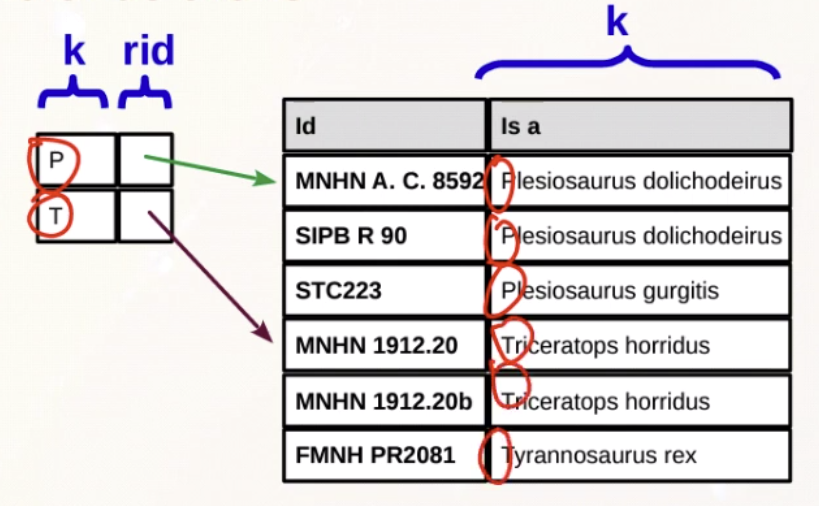 k
k rid
Id Is a
P MNHN A. C. 8592 Plesiosaurus dolichodeirus
T SIPB R 90 Plesiosaurus dolichodeirus
STC223 Plesiosaurus gurgitis
MNHN 1912.20 Triceratops horridus
MNHN 1912.20b Triceratops horridus
FMNH PR2081 Tyrannosaurus rex